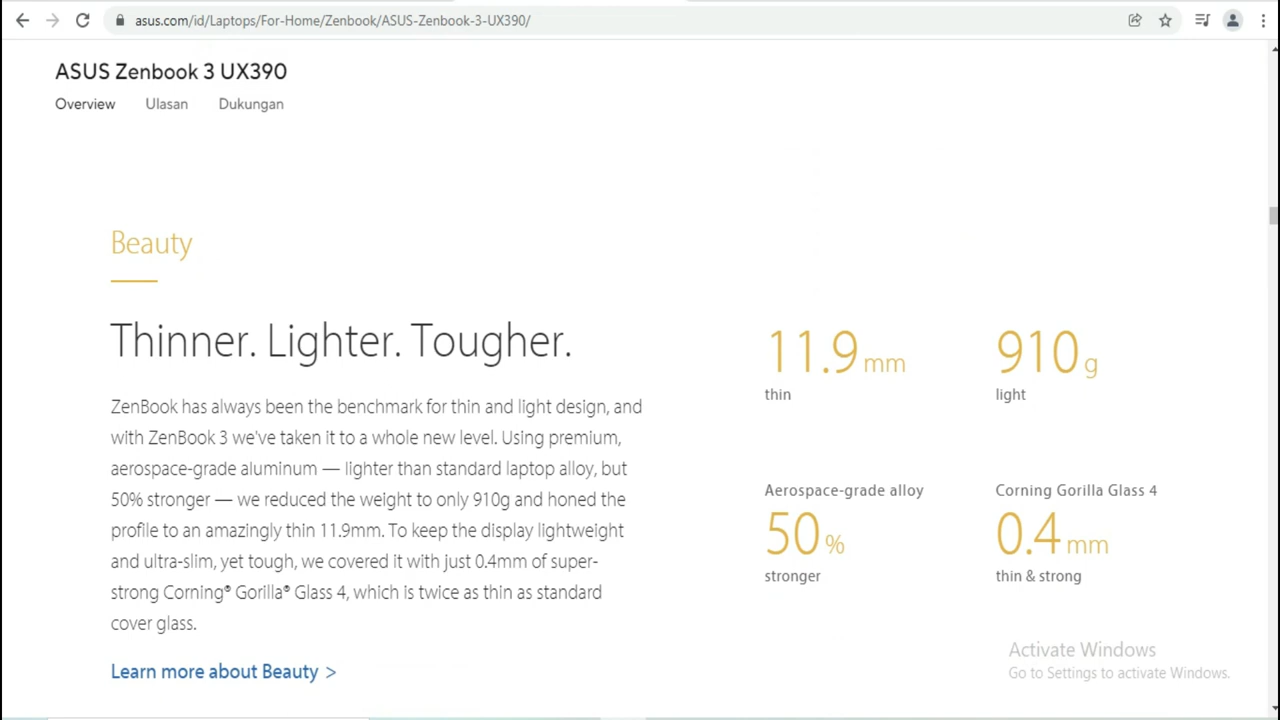 asus.com/id/Laptops/For-Home/Zenbook/ASUS-Zenbook-3-UX390/
ASUS Zenbook 3 UX390
Overview Ulasan Dukungan
Beauty
Thinner. Lighter. Tougher.
ZenBook has always been the benchmark for thin and light design, and
with ZenBook 3 we've taken it to a whole new level. Using premium,
aerospace-grade aluminum — lighter than standard laptop alloy, but
50% stronger — we reduced the weight to only 910g and honed the
profile to an amazingly thin 11.9mm. To keep the display lightweight
and ultra-slim, yet tough, we covered it with just 0.4mm of super-
strong Corning® Gorilla® Glass 4, which is twice as thin as standard
cover glass.
Learn more about Beauty >
11.9 mm
thin
910 g
light
Aerospace-grade alloy
50 %
stronger
Corning Gorilla Glass 4
0.4 mm
thin & strong
Activate Windows
Go to Settings to activate Windows.